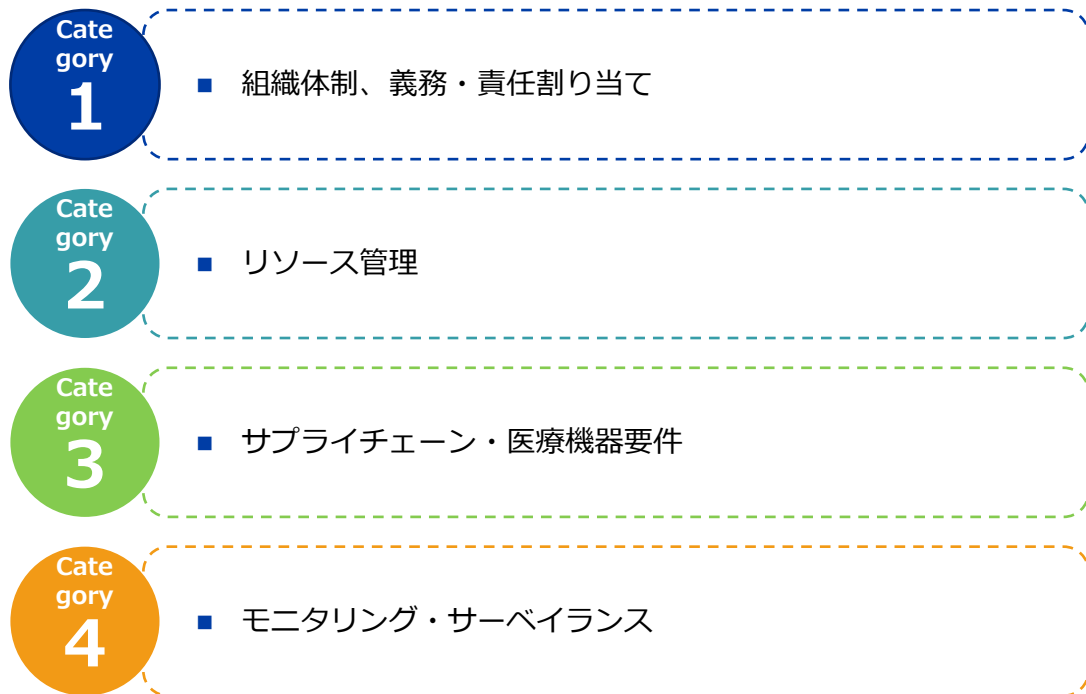 Cate
gory
1
■ 組織体制、義務・責任割り当て
Cate
gory
2
■ リソース管理
Cate
gory
3
■ サプライチェーン・医療機器要件
Cate
gory
4
■ モニタリング・サーベイランス